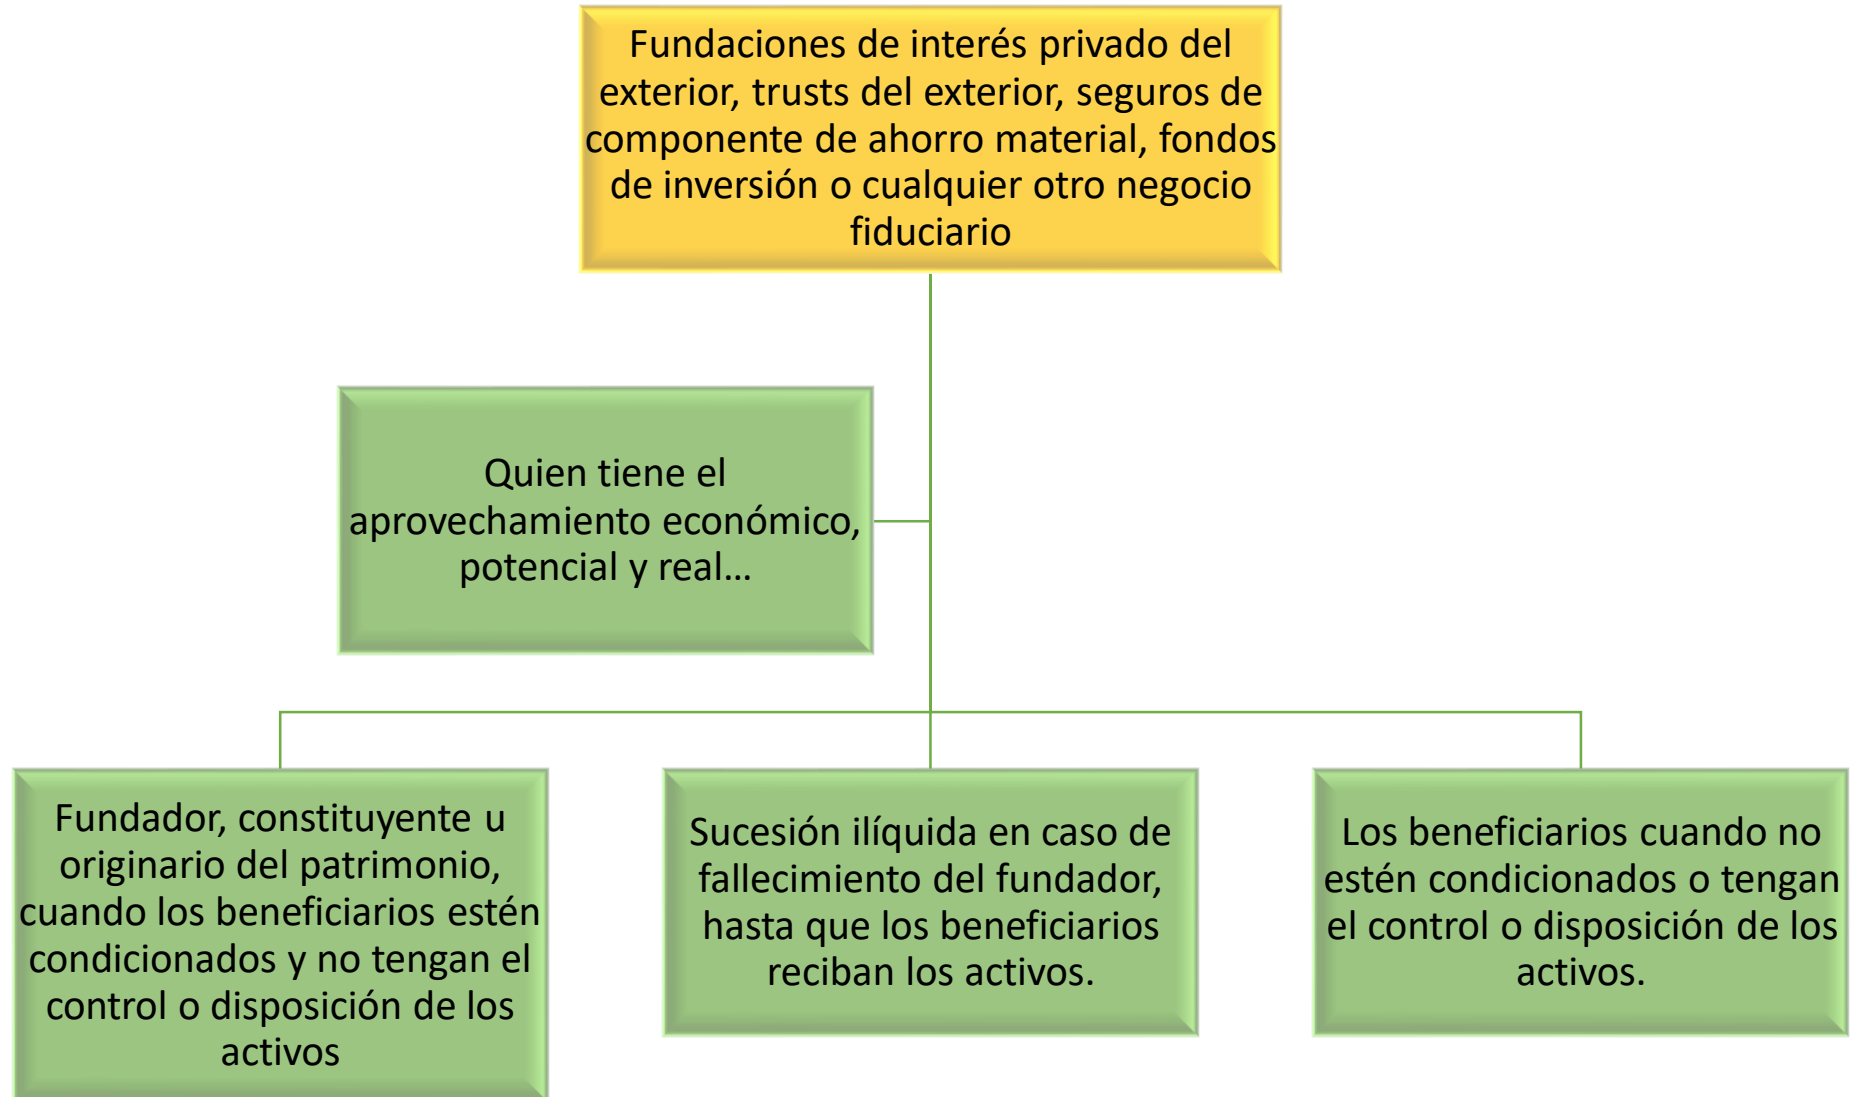 Fundaciones de interés privado del
exterior, trusts del exterior, seguros de
componente de ahorro material, fondos
de inversión o cualquier otro negocio
fiduciario
Quien tiene el
aprovechamiento económico,
potencial y real...
Fundador, constituyente u
originario del patrimonio,
cuando los beneficiarios estén
condicionados y no tengan el
control o disposición de los
activos
Sucesión ilíquida en caso de
fallecimiento del fundador,
hasta que los beneficiarios
reciban los activos.
Los beneficiarios cuando no
estén condicionados o tengan
el control o disposición de los
activos.